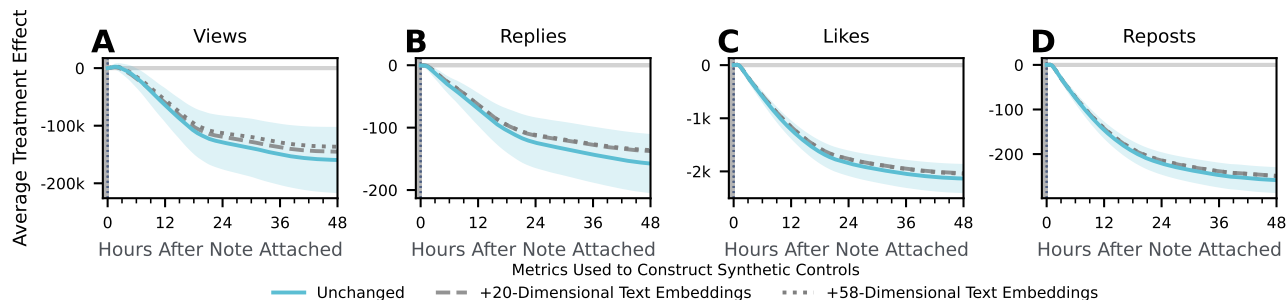 A Views
B Replies
C Likes
D Reposts
Average Treatment Effect
0
-100k
-200k
0
-100
-200
0
-1k
-2k
0
-100
-200
0 12 24 36 48
0 12 24 36 48
0 12 24 36 48
0 12 24 36 48
Hours After Note Attached
Hours After Note Attached
Hours After Note Attached
Hours After Note Attached
Metrics Used to Construct Synthetic Controls
Unchanged +20-Dimensional Text Embeddings +58-Dimensional Text Embeddings